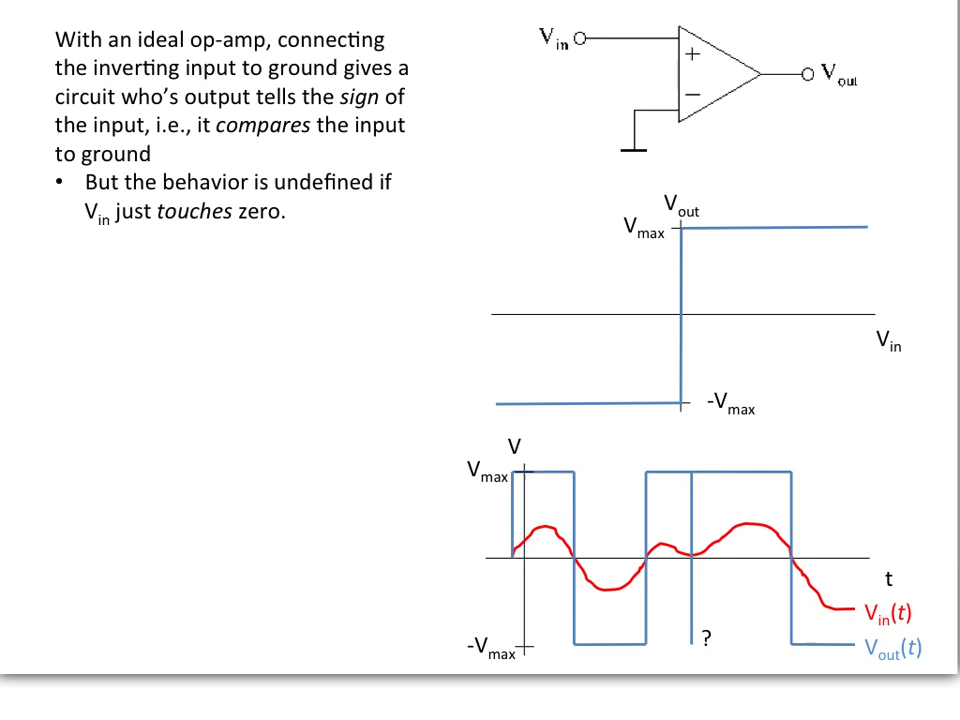 With an ideal op-amp, connecting
the inverting input to ground gives a
circuit who's output tells the sign of
the input, i.e., it compares the input
to ground
• But the behavior is undefined if
Vin just touches zero.
Vin
+
−
Vout
Vout
Vmax
Vin
-Vmax
V
Vmax
t
Vin(t)
?
-Vmax
Vout(t)